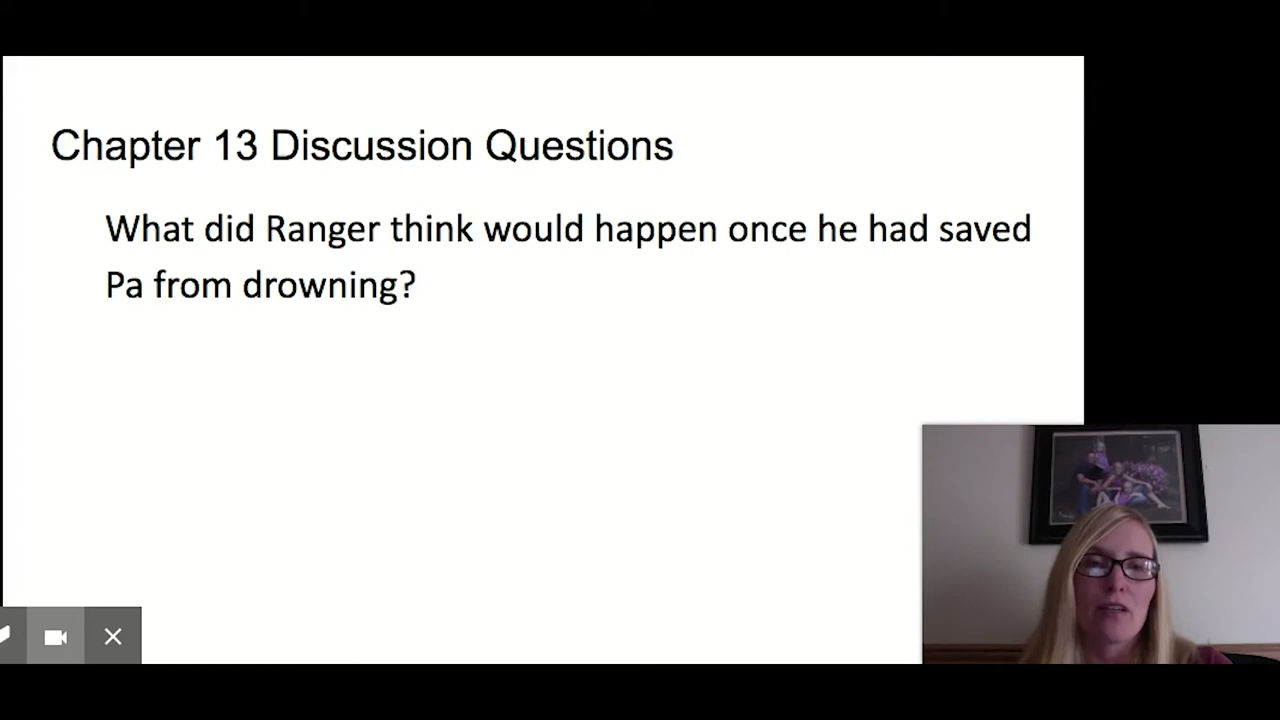 Chapter 13 Discussion Questions
What did Ranger think would happen once he had saved
Pa from drowning?